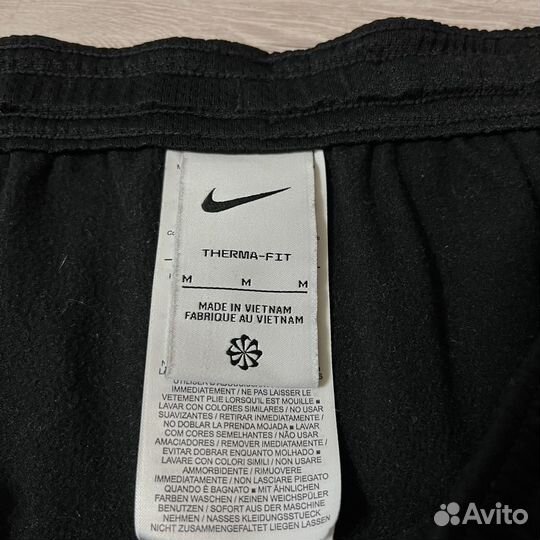 THERMA-FIT
M M M
MADE IN VIETNAM
FABRIQUE AU VIETNAM
IMMEDIATEMENT / NE PAS LAISSER LE
VETEMENT PLIE LORSQU'IL EST MOUILLE ▪
LAVAR CON COLORES SIMILARES / NO USAR
SUAVIZANTES / RETIRAR INMEDIATAMENTE /
NO DOBLAR LA PRENDA MOJADA ▪ LAVAR
COM CORES SEMELHANTES / NÃO USAR
AMACIADORES / REMOVER IMEDIATAMENTE /
EVITAR DOBRAR ENQUANTO MOLHADO ▪
LAVARE CON COLORI SIMILI / NON USARE
AMMORBIDENTE / RIMUOVERE
IMMEDIATAMENTE / NON LASCIARE PIEGATO
QUANDO È BAGNATO ▪ MIT ÄHNLICHEN
FARBEN WASCHEN / KEINEN WEICHSPÜLER
BENUTZEN / SOFORT AUS DER MASCHINE
NEHMEN / NASSES KLEIDUNGSSTUECK
NICHT ZUSAMMENGEFALTET LIEGEN LASSEN
Avito